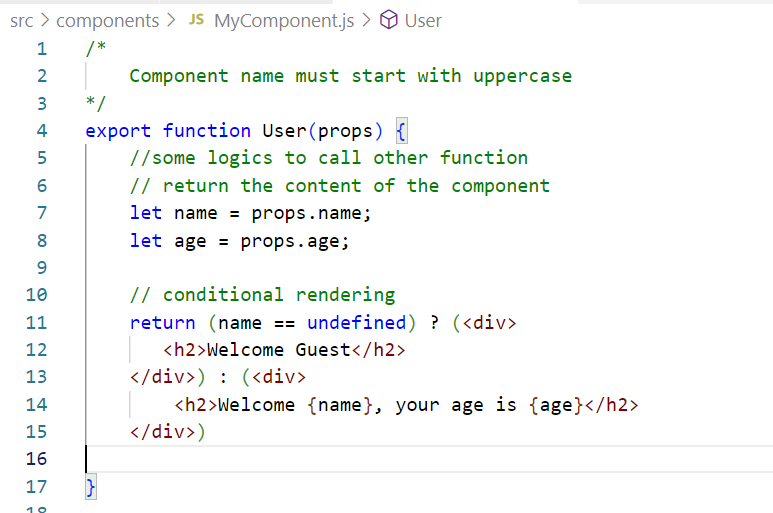 src > components > JS MyComponent.js > User
1 /*
2 Component name must start with uppercase
3 */
4 export function User(props) {
5 //some logics to call other function
6 // return the content of the component
7 let name = props.name;
8 let age = props.age;
9
10 // conditional rendering
11 return (name == undefined) ? (<div>
12 <h2>Welcome Guest</h2>
13 </div>) : (<div>
14 <h2>Welcome {name}, your age is {age}</h2>
15 </div>)
16
17 }
18